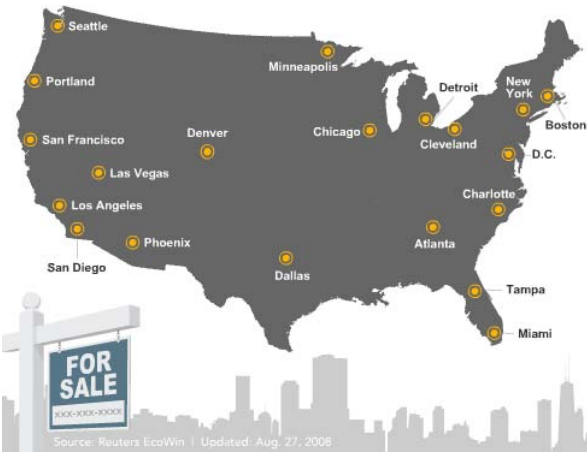 Seattle
Minneapolis
Portland
Detroit
New
York
Boston
San Francisco
Denver
Chicago
Cleveland
D.C.
Las Vegas
Los Angeles
Charlotte
Phoenix
Atlanta
San Diego
Dallas
Tampa
Miami
FOR
SALE
xxx-xxx-xxxx
Source: Reuters EcoWin | Updated: Aug. 27, 2008